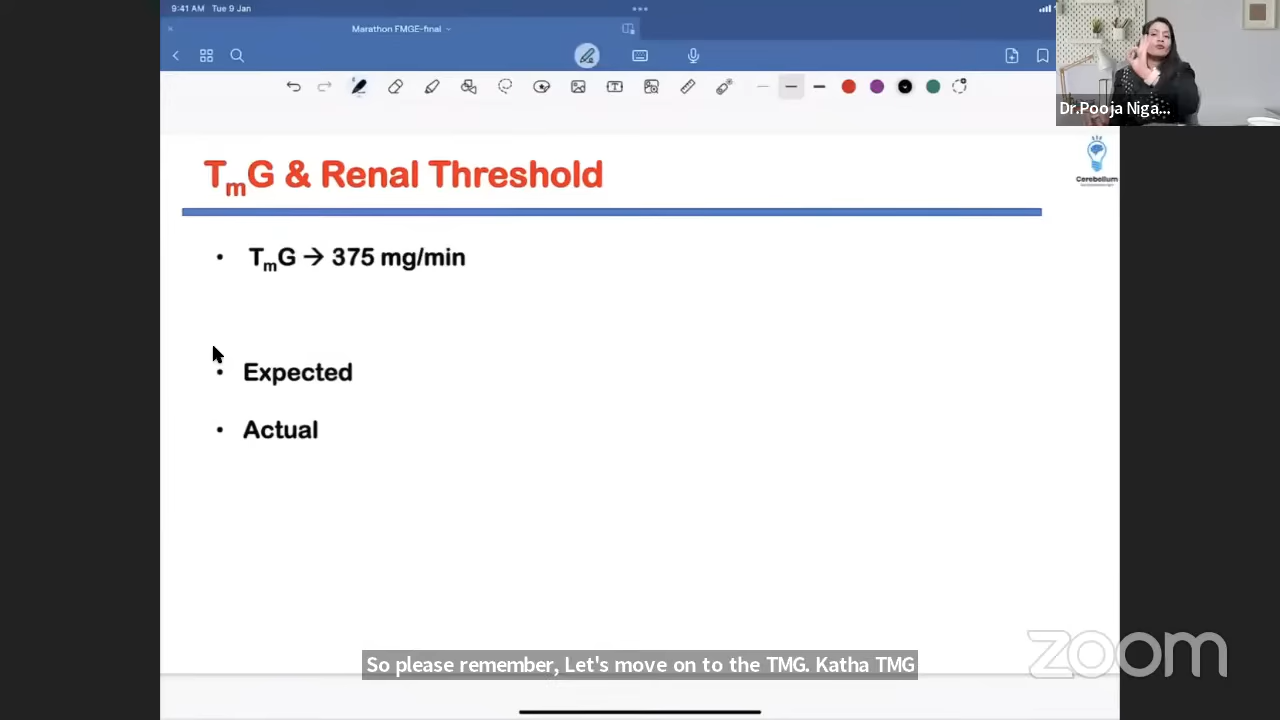 9:41 AM Tue 9 Jan
Marathon FMGE-final
Dr.Pooja Niga...
Cerebellum
TmG & Renal Threshold
• TmG → 375 mg/min
• Expected
• Actual
So please remember, Let's move on to the TMG. Katha TMG
zoom